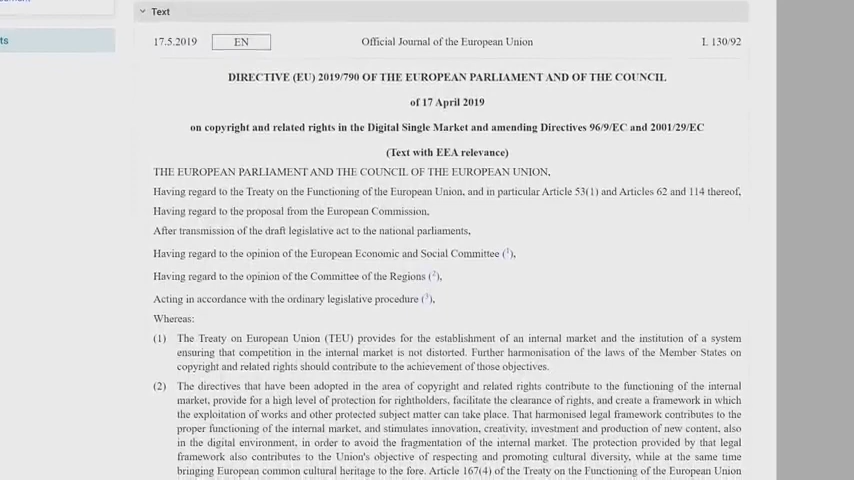 Text
17.5.2019 EN Official Journal of the European Union L 130/92
DIRECTIVE (EU) 2019/790 OF THE EUROPEAN PARLIAMENT AND OF THE COUNCIL
of 17 April 2019
on copyright and related rights in the Digital Single Market and amending Directives 96/9/EC and 2001/29/EC
(Text with EEA relevance)
THE EUROPEAN PARLIAMENT AND THE COUNCIL OF THE EUROPEAN UNION,
Having regard to the Treaty on the Functioning of the European Union, and in particular Article 53(1) and Articles 62 and 114 thereof,
Having regard to the proposal from the European Commission,
After transmission of the draft legislative act to the national parliaments,
Having regard to the opinion of the European Economic and Social Committee (1),
Having regard to the opinion of the Committee of the Regions (2),
Acting in accordance with the ordinary legislative procedure (3),
Whereas:
(1) The Treaty on European Union (TEU) provides for the establishment of an internal market and the institution of a system
ensuring that competition in the internal market is not distorted. Further harmonisation of the laws of the Member States on
copyright and related rights should contribute to the achievement of those objectives.
(2) The directives that have been adopted in the area of copyright and related rights contribute to the functioning of the internal
market, provide for a high level of protection for rightholders, facilitate the clearance of rights, and create a framework in which
the exploitation of works and other protected subject matter can take place. That harmonised legal framework contributes to the
proper functioning of the internal market, and stimulates innovation, creativity, investment and production of new content, also
in the digital environment, in order to avoid the fragmentation of the internal market. The protection provided by that legal
framework also contributes to the Union's objective of respecting and promoting cultural diversity, while at the same time
bringing European common cultural heritage to the fore. Article 167(4) of the Treaty on the Functioning of the European Union